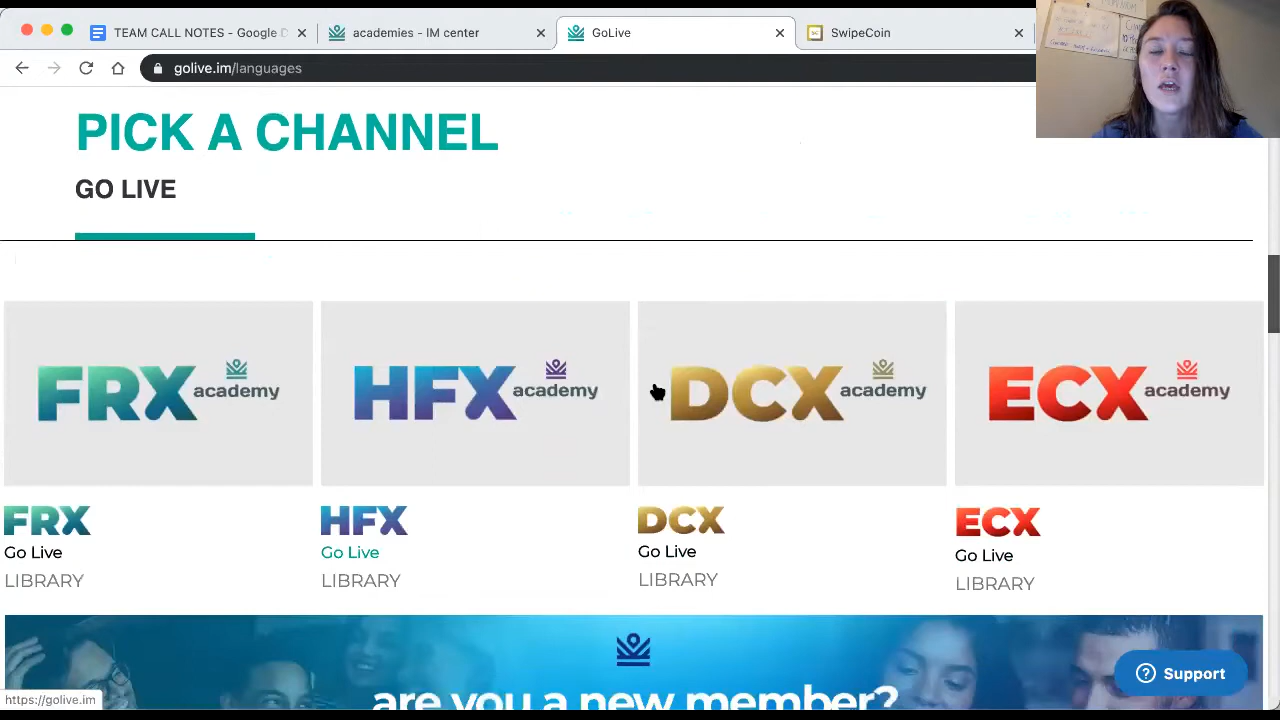 TEAM CALL NOTES - Google D
academies - IM center
GoLive
SwipeCoin
golive.im/languages
PICK A CHANNEL
GO LIVE
FRX academy
HFX academy
DCX academy
ECX academy
FRX
HFX
DCX
ECX
Go Live
Go Live
Go Live
Go Live
LIBRARY
LIBRARY
LIBRARY
LIBRARY
are you a new member?
Support
https://golive.im